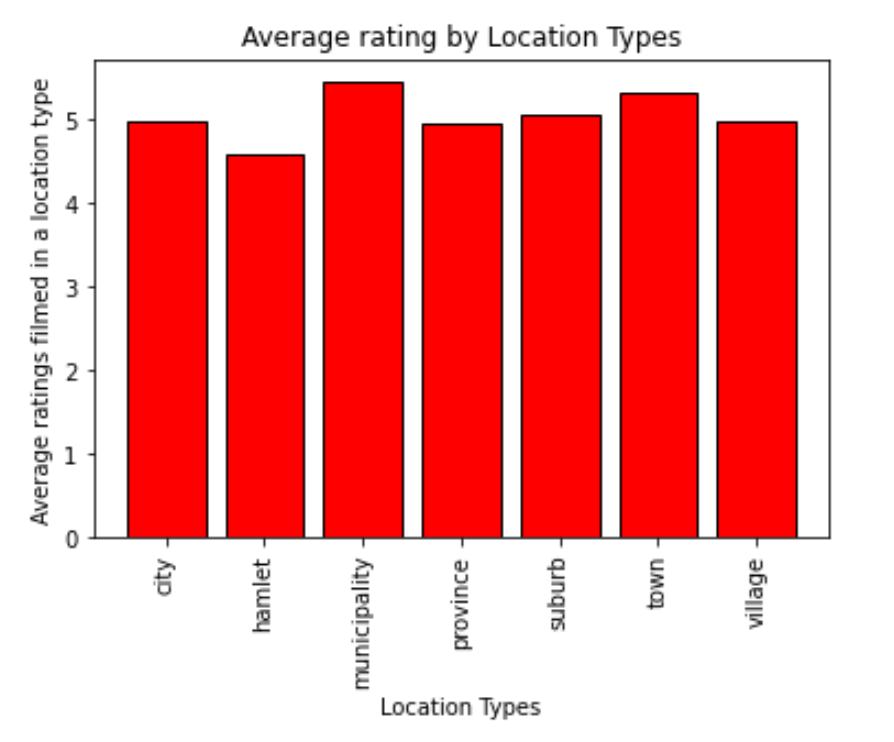 Average rating by Location Types
Average ratings filmed in a location type
5
4
3
2
1
0
city
hamlet
municipality
province
suburb
town
village
Location Types